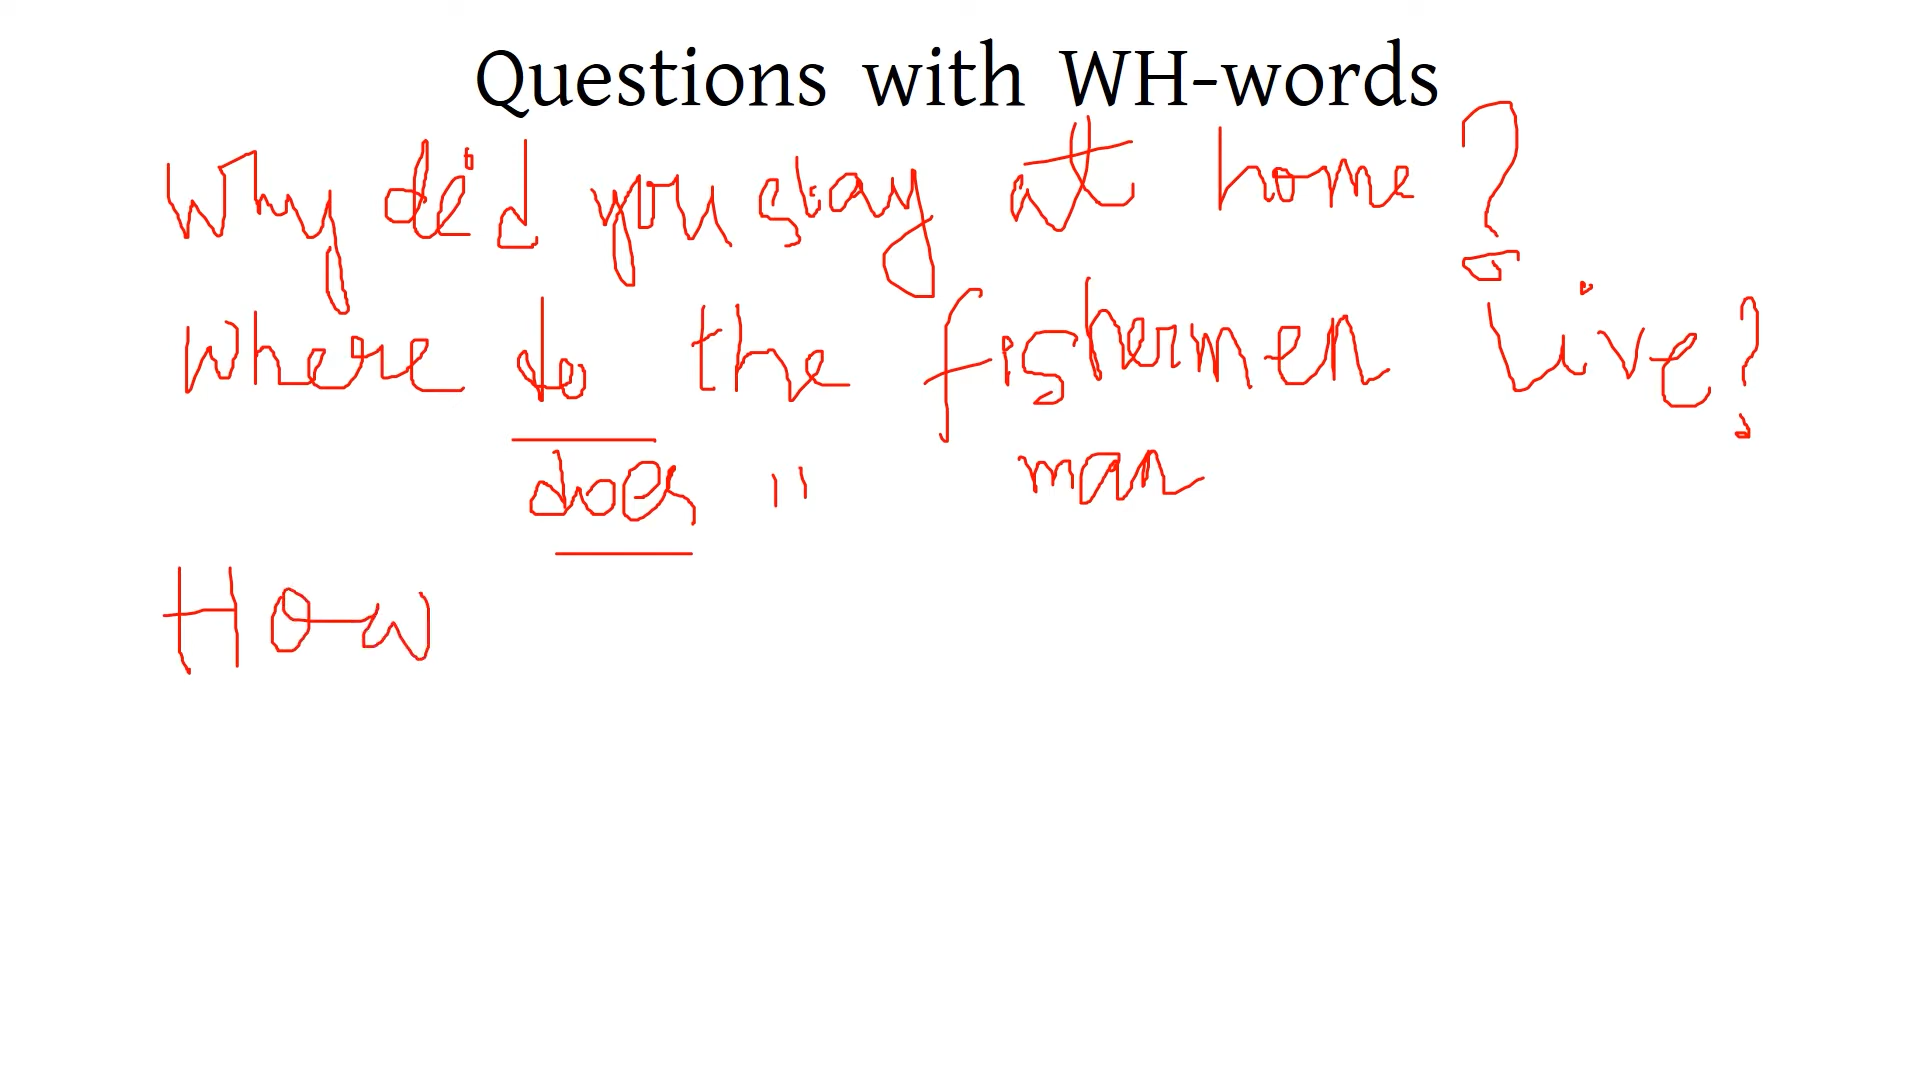 Questions with WH-words
Why did you stay at home?
Where do the fishermen live?
does " man
How